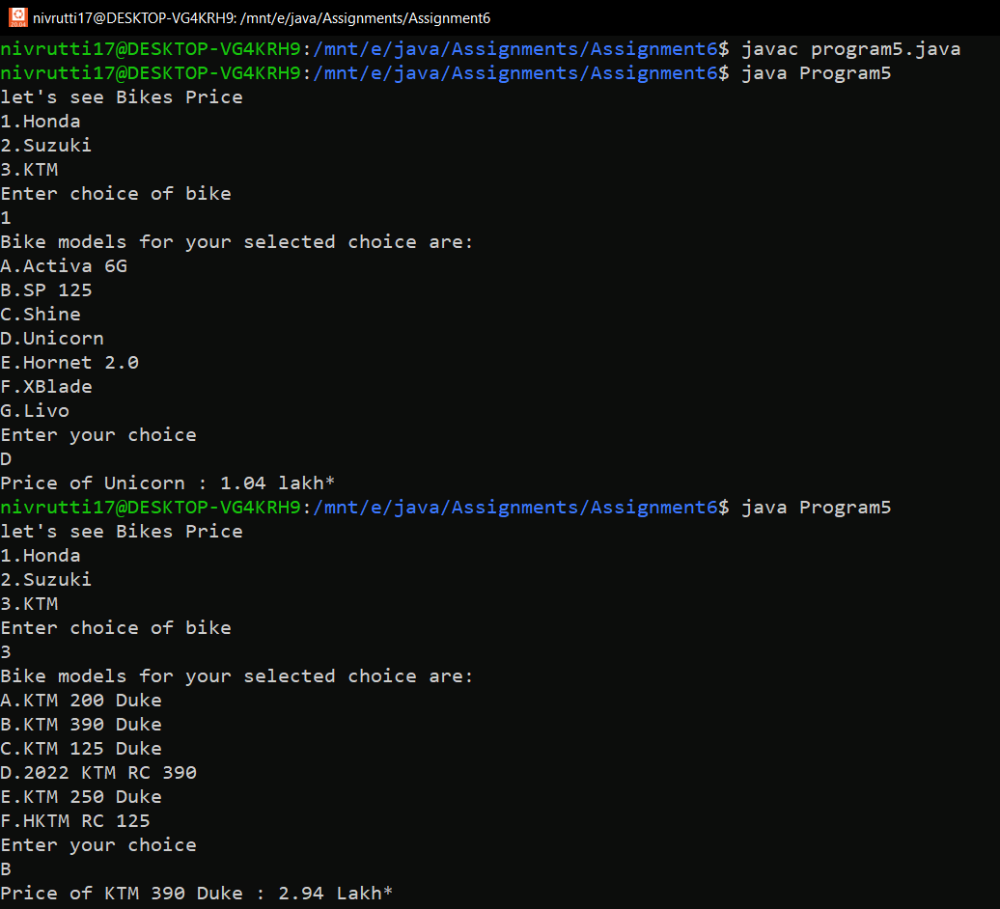 20.04
nivrutti17@DESKTOP-VG4KRH9: /mnt/e/java/Assignments/Assignment6
nivrutti17@DESKTOP-VG4KRH9:/mnt/e/java/Assignments/Assignment6$ javac program5.java
nivrutti17@DESKTOP-VG4KRH9:/mnt/e/java/Assignments/Assignment6$ java Program5
let's see Bikes Price
1.Honda
2.Suzuki
3.KTM
Enter choice of bike
1
Bike models for your selected choice are:
A.Activa 6G
B.SP 125
C.Shine
D.Unicorn
E.Hornet 2.0
F.XBlade
G.Livo
Enter your choice
D
Price of Unicorn : 1.04 lakh*
nivrutti17@DESKTOP-VG4KRH9:/mnt/e/java/Assignments/Assignment6$ java Program5
let's see Bikes Price
1.Honda
2.Suzuki
3.KTM
Enter choice of bike
3
Bike models for your selected choice are:
A.KTM 200 Duke
B.KTM 390 Duke
C.KTM 125 Duke
D.2022 KTM RC 390
E.KTM 250 Duke
F.HKTM RC 125
Enter your choice
B
Price of KTM 390 Duke : 2.94 Lakh*